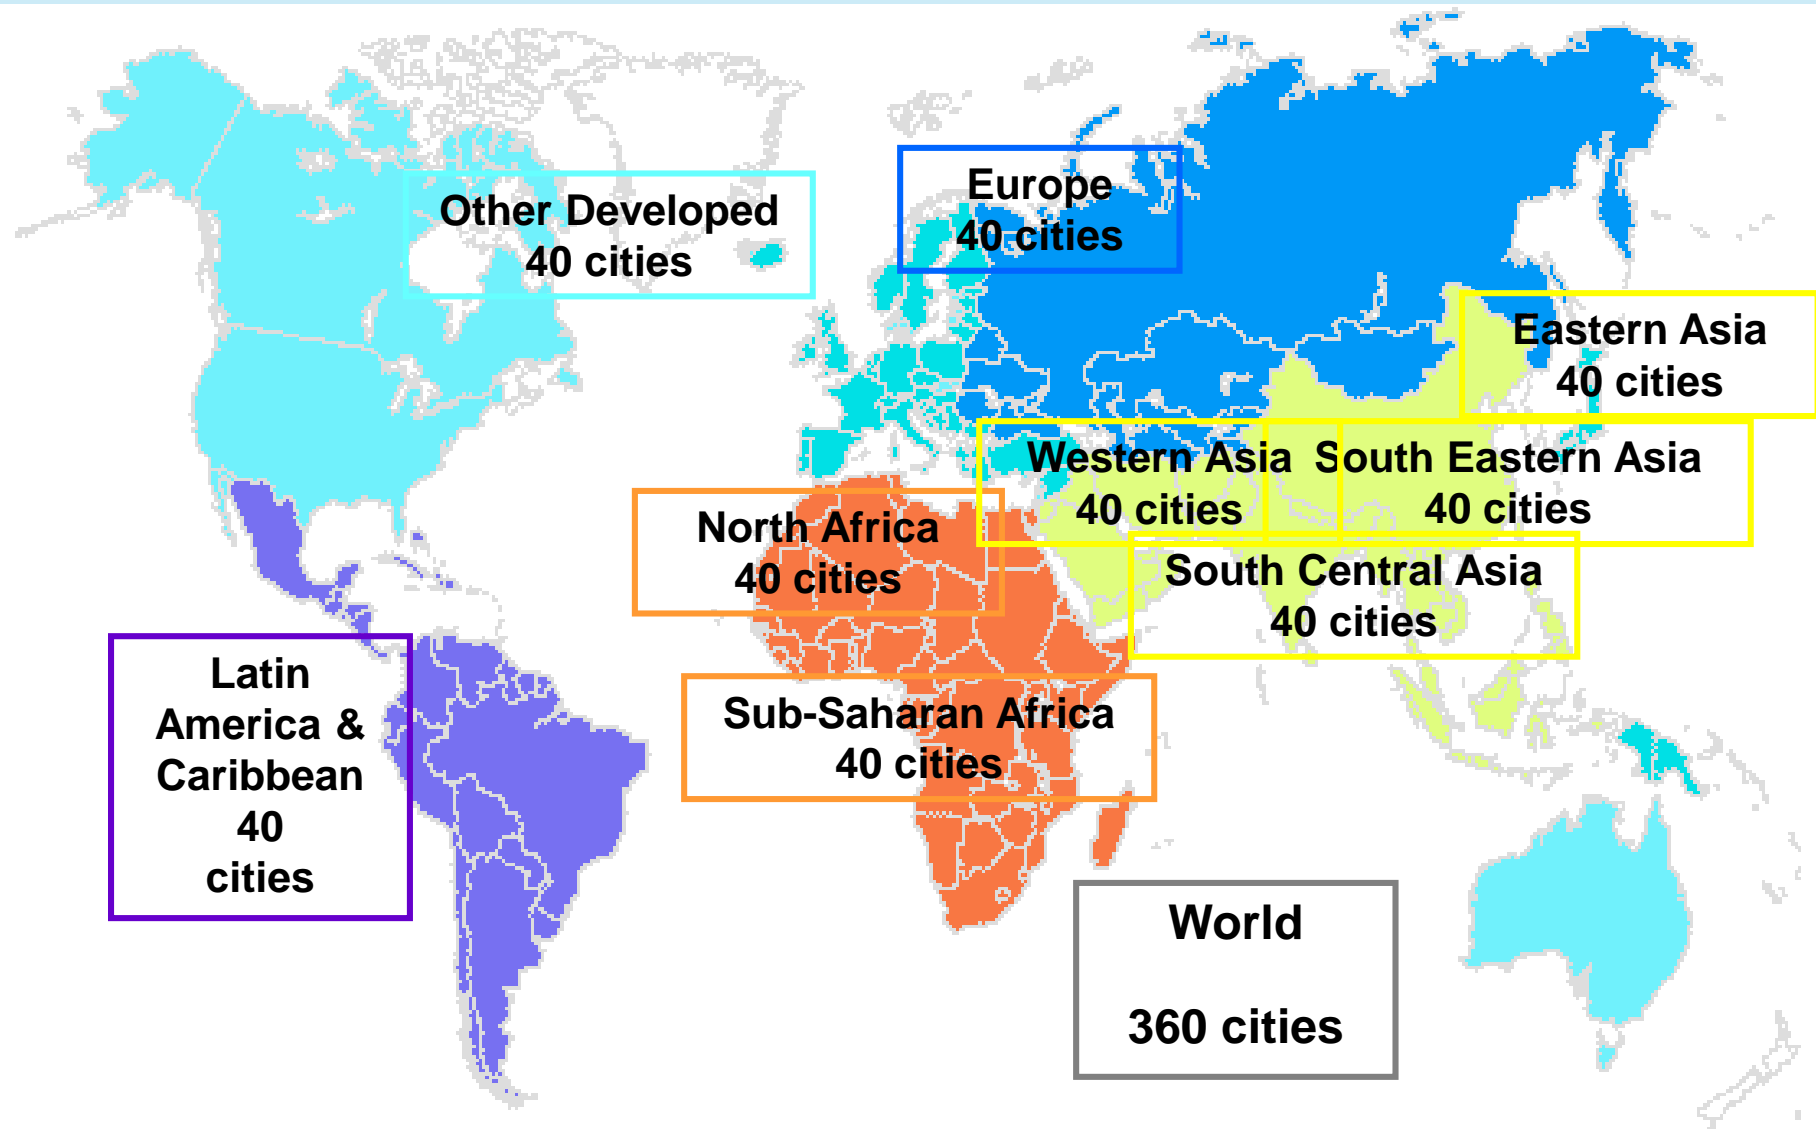 Other Developed
40 cities
Europe
40 cities
Eastern Asia
40 cities
Western Asia
40 cities
South Eastern Asia
40 cities
North Africa
40 cities
South Central Asia
40 cities
Latin
America &
Caribbean
40
cities
Sub-Saharan Africa
40 cities
World
360 cities